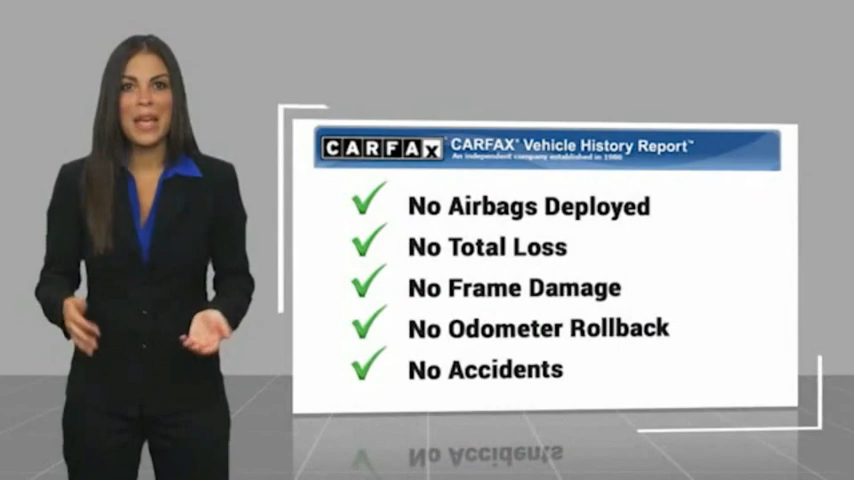 CARFAX CARFAX® Vehicle History Report™
An independent company established in 1986
No Airbags Deployed
No Total Loss
No Frame Damage
No Odometer Rollback
No Accidents
No Accidents